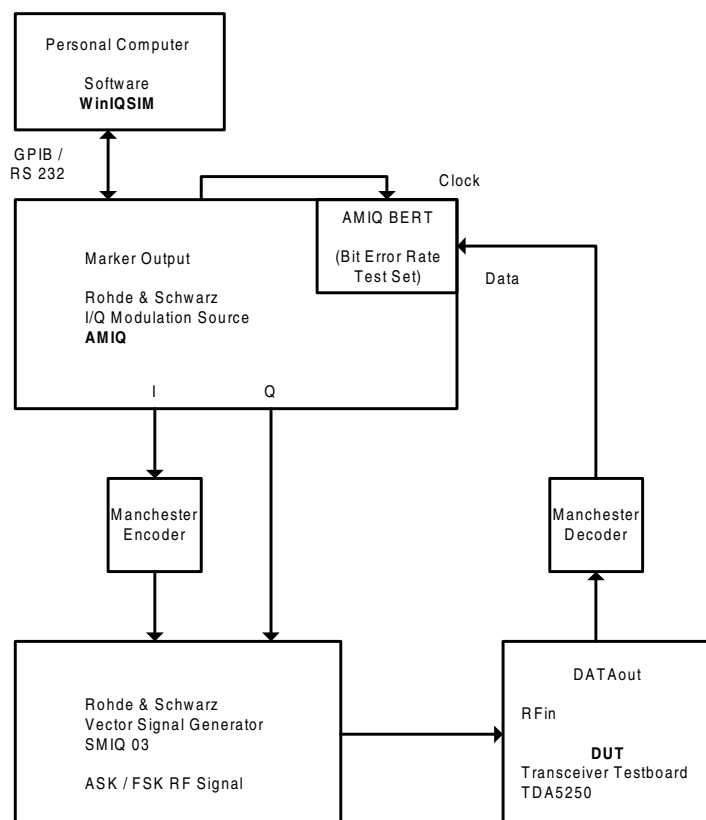 Personal Computer
Software
WinIQSIM
GPIB /
RS 232
Clock
AMIQ BERT
(Bit Error Rate
Test Set)
Data
Marker Output
Rohde & Schwarz
I/Q Modulation Source
AMIQ
I
Q
Manchester
Encoder
Manchester
Decoder
Rohde & Schwarz
Vector Signal Generator
SMIQ 03
ASK / FSK RF Signal
DATAout
RFin
DUT
Transceiver Testboard
TDA5250